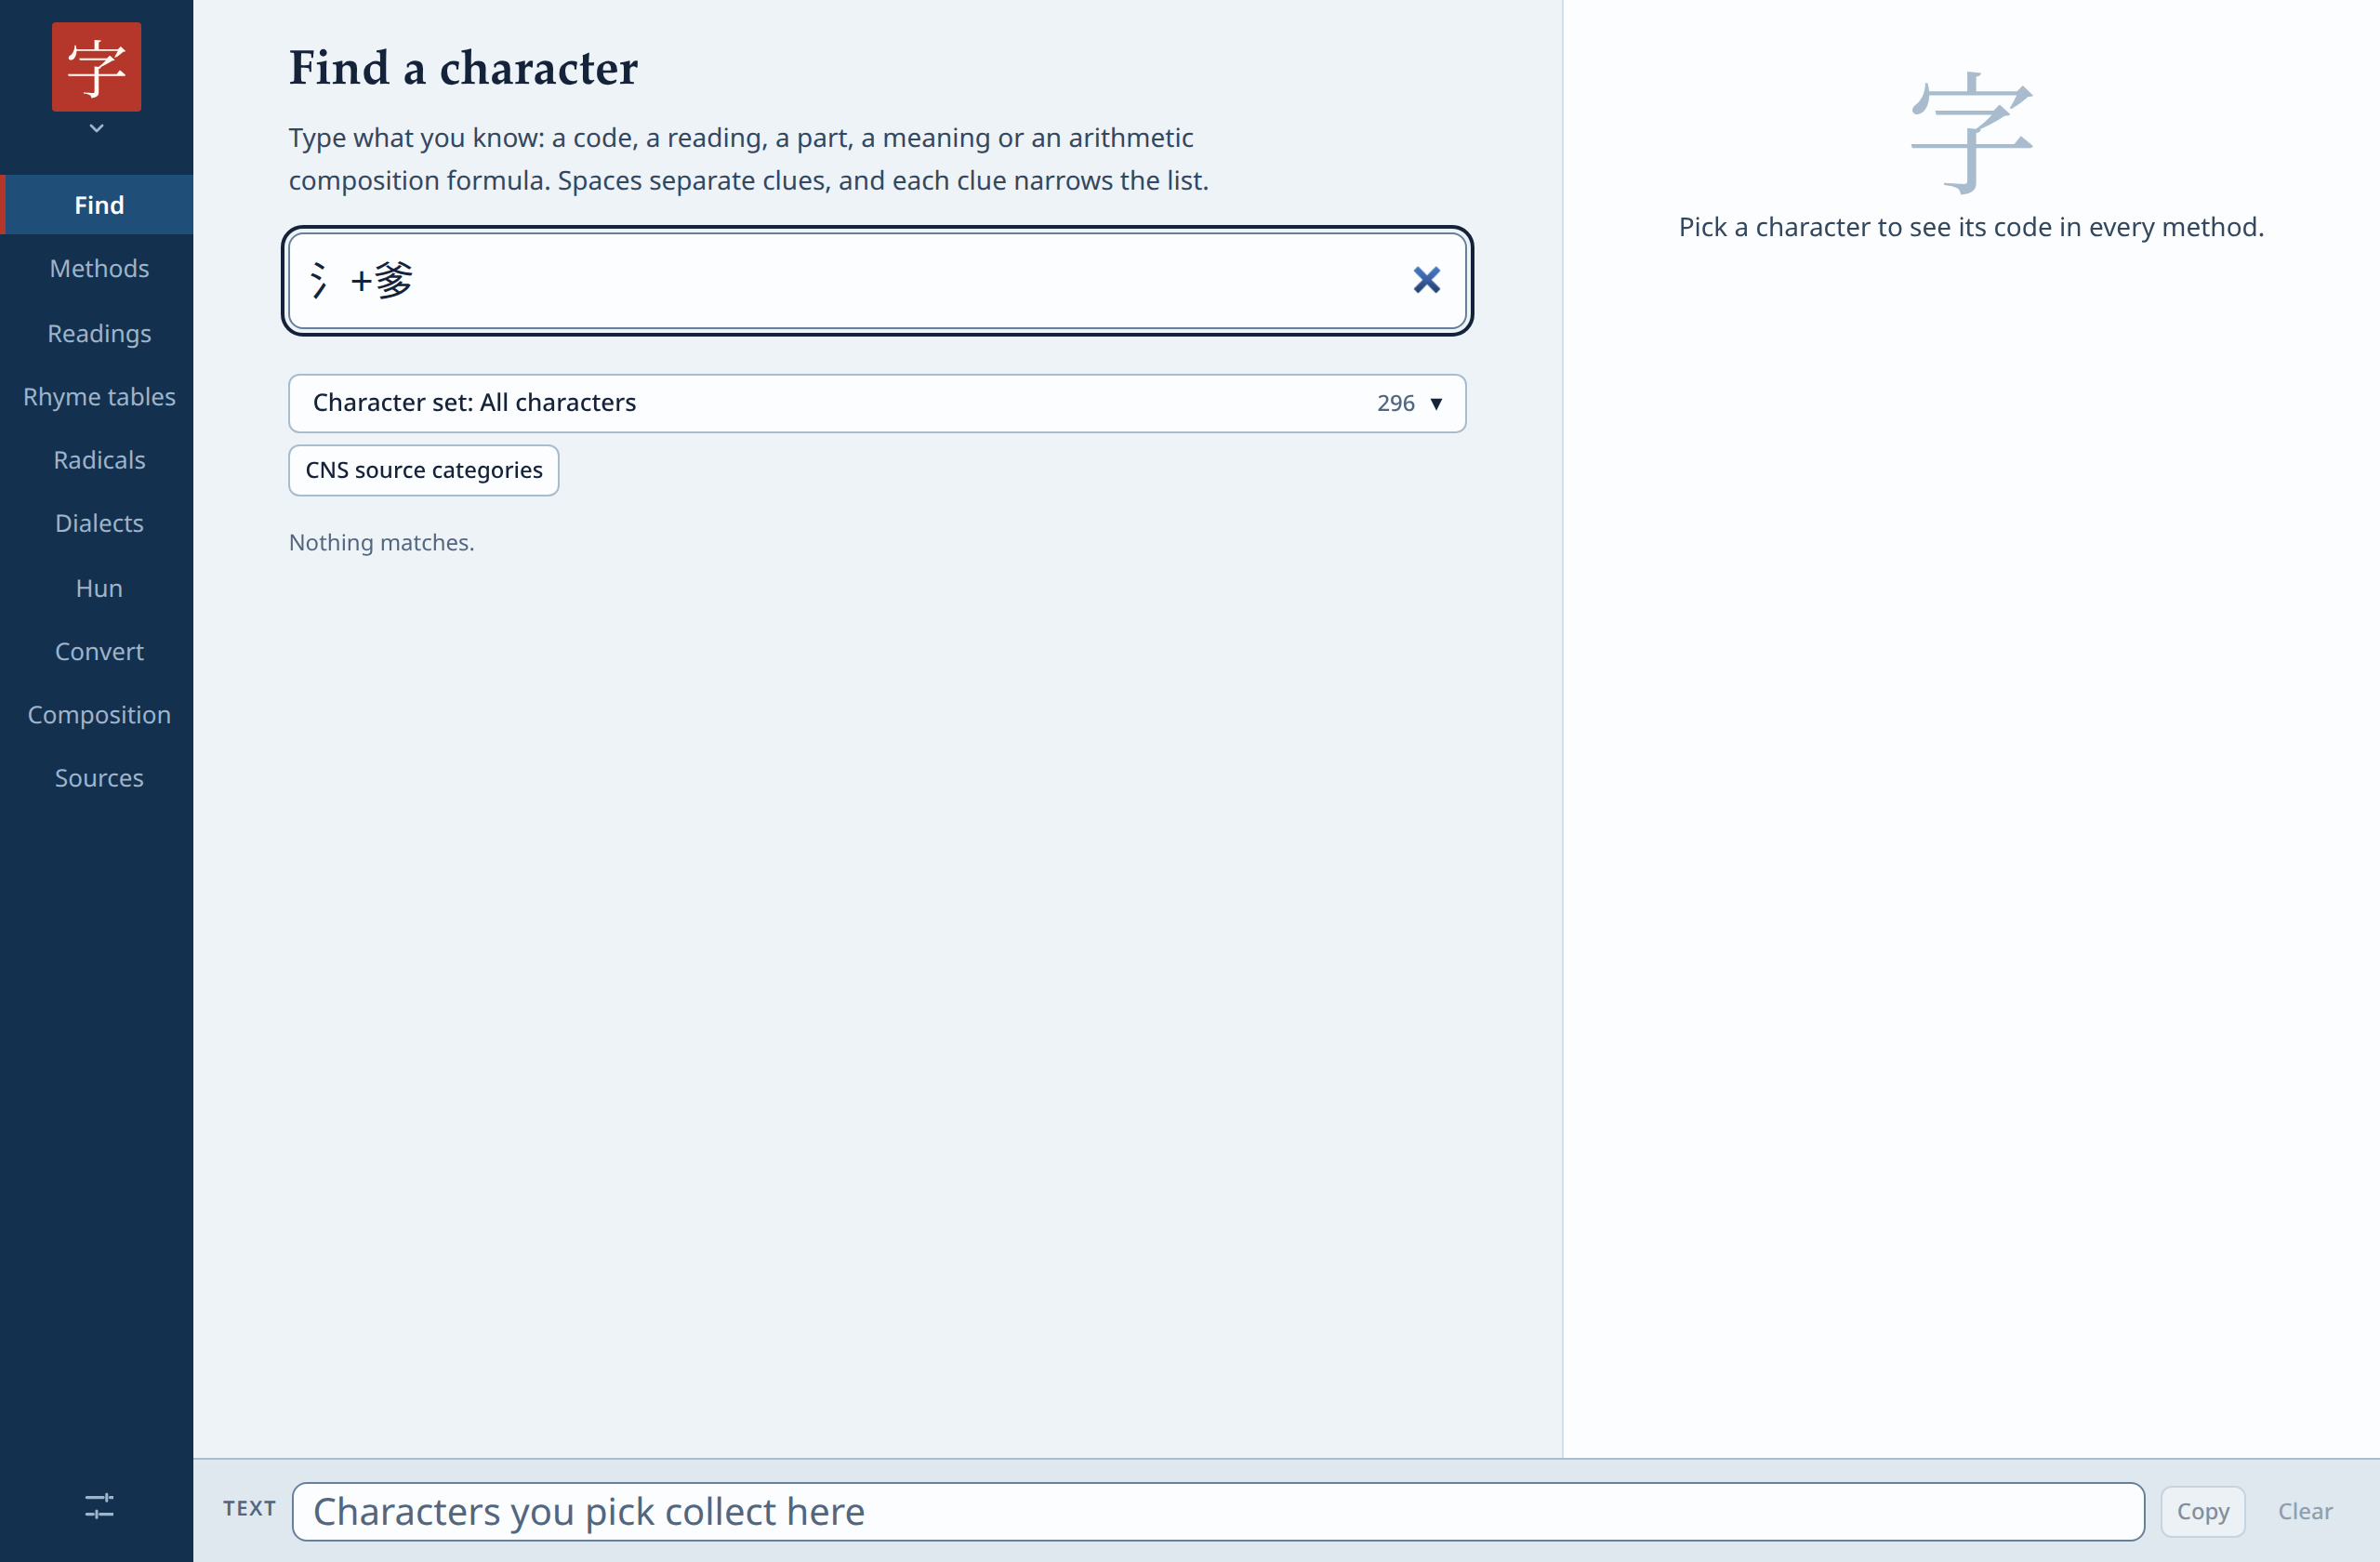 字
Find
Methods
Readings
Rhyme tables
Radicals
Dialects
Hun
Convert
Composition
Sources
Find a character
Type what you know: a code, a reading, a part, a meaning or an arithmetic
composition formula. Spaces separate clues, and each clue narrows the list.
氵+爹
Character set: All characters 296 ▼
CNS source categories
Nothing matches.
字
Pick a character to see its code in every method.
TEXT Characters you pick collect here Copy Clear